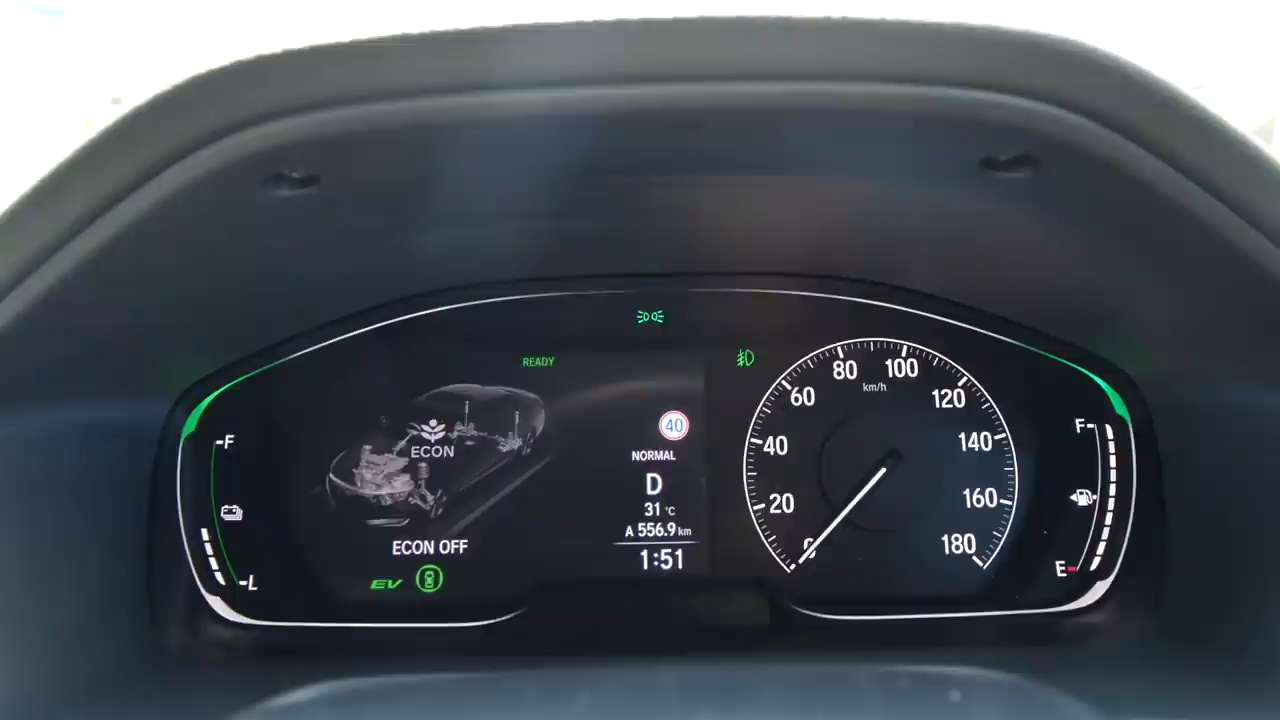 READY
80
100
km/h
60
120
40
ECON
NORMAL
D
31 °C
A 556.9 km
1:51
ECON OFF
EV
F
L
40
20
0
140
160
180
F
E